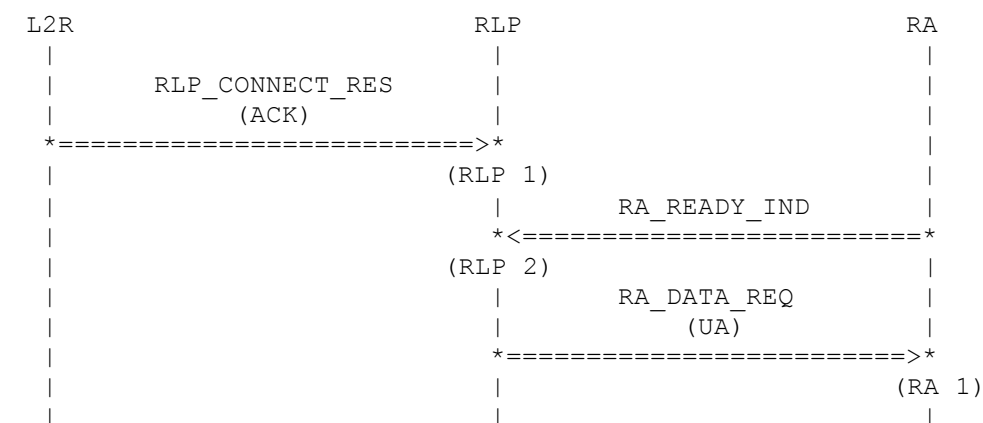 L2R RLP RA
RLP_CONNECT_RES
(ACK)
(RLP 1)
RA_READY_IND
(RLP 2)
RA_DATA_REQ
(UA)
(RA 1)